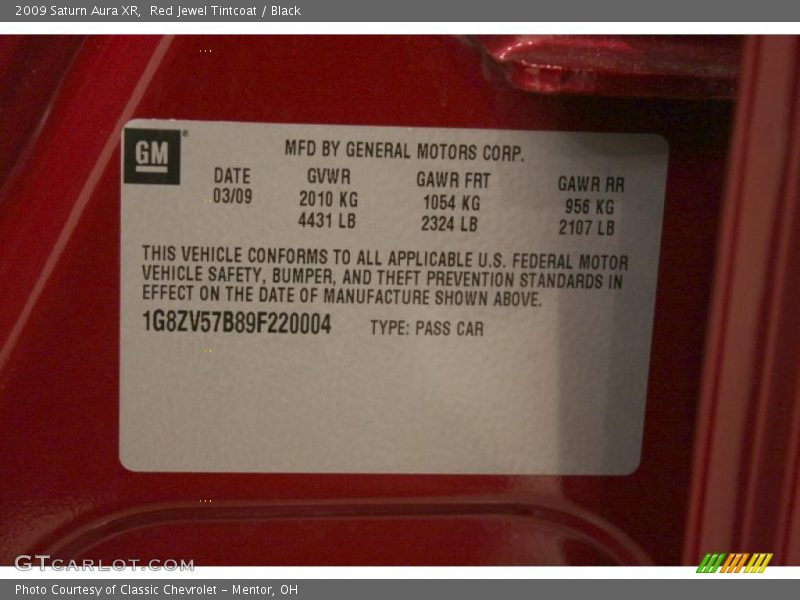 2009 Saturn Aura XR, Red Jewel Tintcoat / Black
GM
MFD BY GENERAL MOTORS CORP.
DATE GVWR GAWR FRT GAWR RR
03/09 2010 KG 1054 KG 956 KG
4431 LB 2324 LB 2107 LB
THIS VEHICLE CONFORMS TO ALL APPLICABLE U.S. FEDERAL MOTOR
VEHICLE SAFETY, BUMPER, AND THEFT PREVENTION STANDARDS IN
EFFECT ON THE DATE OF MANUFACTURE SHOWN ABOVE.
1G8ZV57B89F220004 TYPE: PASS CAR
GTCARLOT.COM
Photo Courtesy of Classic Chevrolet - Mentor, OH